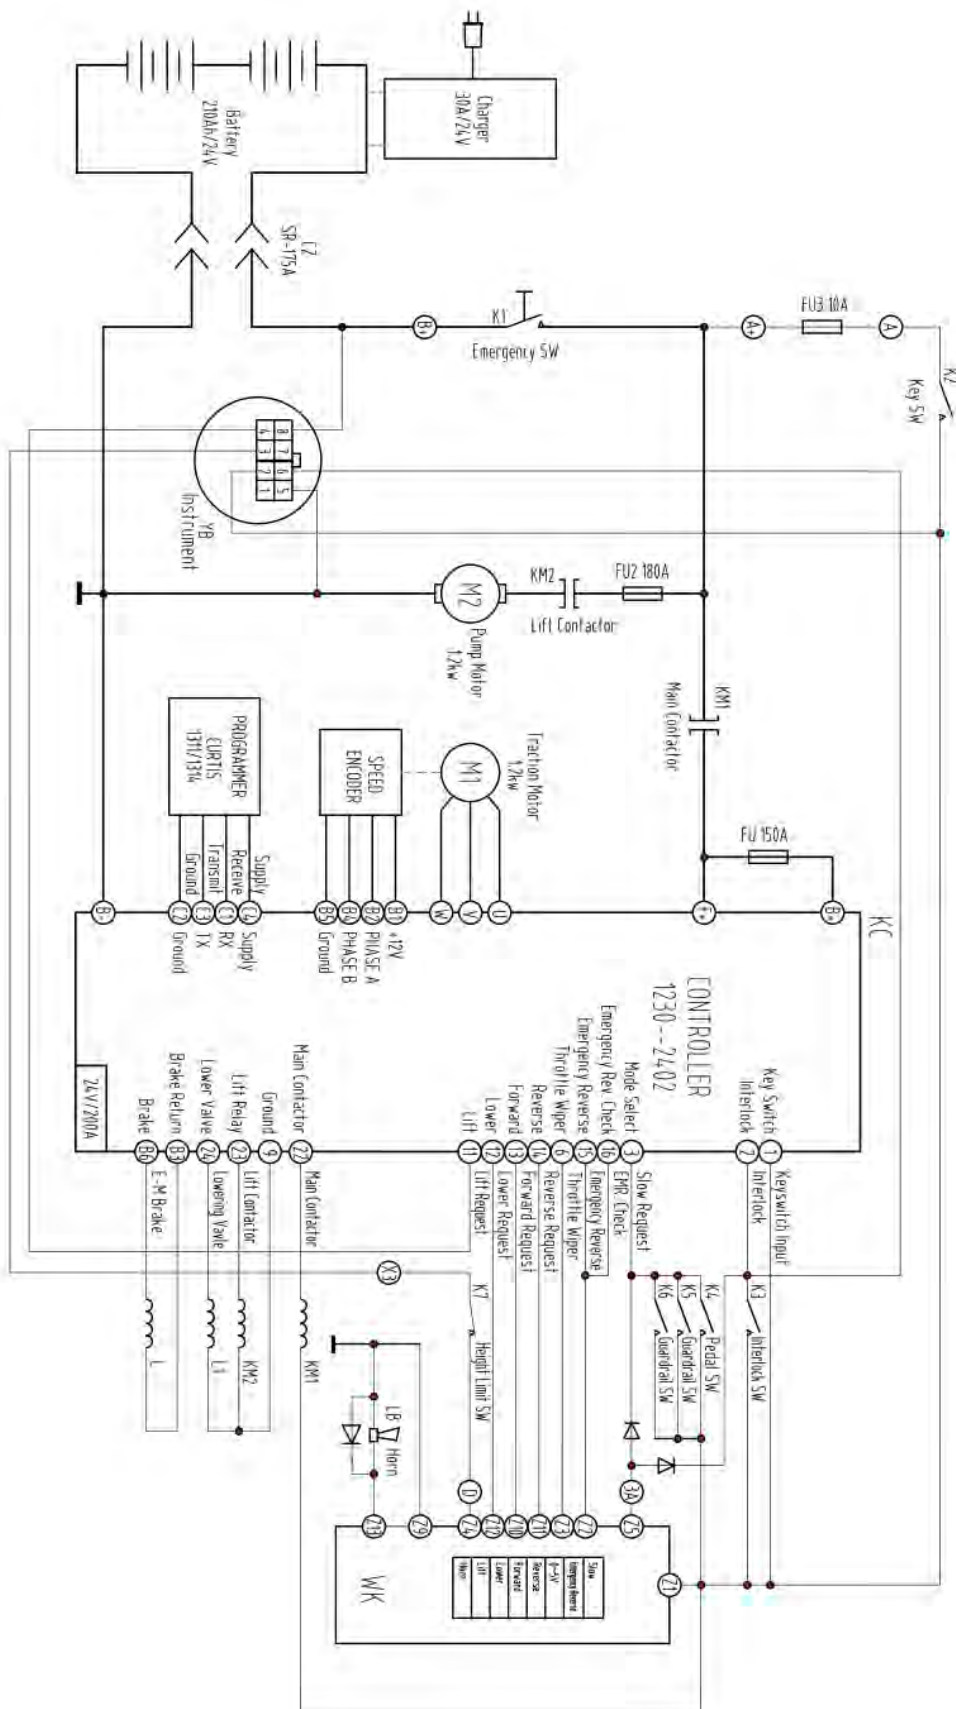 Charger
30A/24V
Battery
210Ah/24V
SR-175A
K1
Emergency SW
B+
A+
FU3 10A
A
K2
Key SW
8
7
6
5
4
3
2
1
YB
Instrument
M2
Pump Motor
1.2kw
KM2
Lift Contactor
FU2 180A
KM1
Main Contactor
FU 150A
PROGRAMMER
CURTIS
1311/1314
Supply
Receive
Transmit
Ground
SPEED
ENCODER
M1
Traction Motor
1.2kw
B-
C2
C3
C1
C4
B5
B4
B2
B1
W
V
U
B+
KC
Ground
TX
RX
Supply
Ground
PHASE B
PHASE A
+12V
CONTROLLER
1230--2402
24V/200A
Brake
Brake Return
Lower Valve
Lift Relay
Ground
Main Contactor
Lift
Lower
Forward
Reverse
Throttle Wiper
Emergency Reverse
Emergency Rev. Check
Mode Select
Interlock
Key Switch
B6
B3
24
23
9
22
11
12
13
14
6
15
16
3
2
1
E-M Brake
Lowering Vavle
Lift Contactor
Main Contactor
Lift Request
Lower Request
Forward Request
Reverse Request
Throttle Wiper
Emergency Reverse
EMR. Check
Slow Request
Interlock
Keyswitch Input
X3
K7
Height Limit SW
K6
Guardrail SW
K5
Guardrail SW
K4
Pedal SW
K3
Interlock SW
L
L1
KM2
KM1
LB
Horn
D
3A
Z9
Z4
Z12
Z10
Z11
Z3
Z2
Z5
Z1
WK
Slow
Emergency Reverse
0-5V
Reverse
Forward
Lower
Lift
Horn